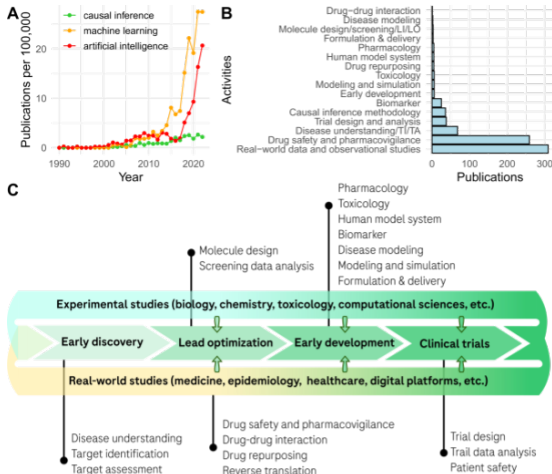 A
causal inference
machine learning
artificial intelligence
Publications per 100,000
20
10
0
1990
2000
2010
2020
Year
B
Activities
Drug-drug interaction
Disease modeling
Molecule design/screening/LI/LO
Formulation & delivery
Pharmacology
Human model system
Drug repurposing
Toxicology
Modeling and simulation
Early development
Biomarker
Causal inference methodology
Trial design and analysis
Disease understanding/TI/TA
Drug safety and pharmacovigilance
Real-world data and observational studies
0
100
200
300
Publications
C
Pharmacology
Toxicology
Human model system
Biomarker
Disease modeling
Modeling and simulation
Formulation & delivery
Molecule design
Screening data analysis
Experimental studies (biology, chemistry, toxicology, computational sciences, etc.)
Early discovery
Lead optimization
Early development
Clinical trials
Real-world studies (medicine, epidemiology, healthcare, digital platforms, etc.)
Disease understanding
Target identification
Target assessment
Drug safety and pharmacovigilance
Drug-drug interaction
Drug repurposing
Reverse translation
Trial design
Trail data analysis
Patient safety